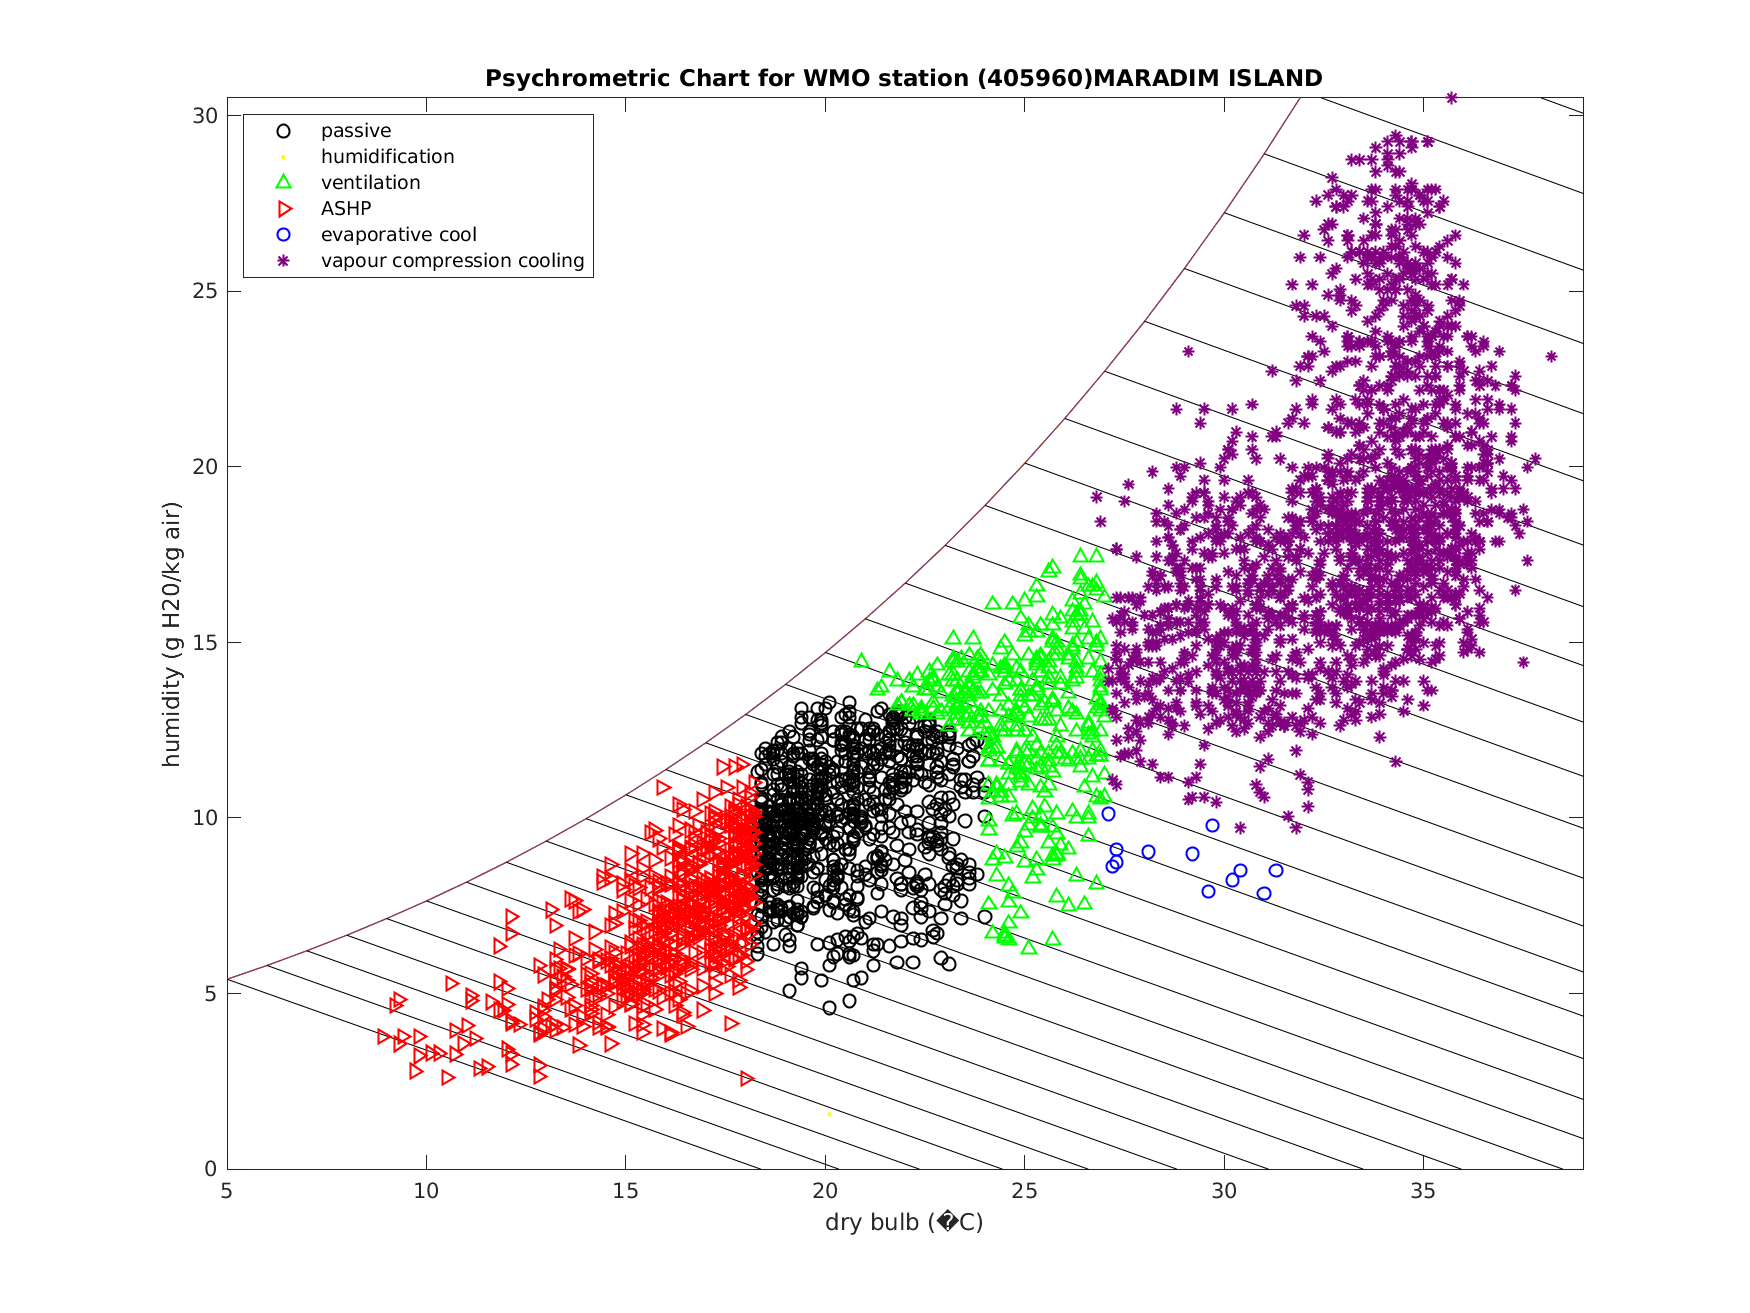 Psychrometric Chart for WMO station (405960)MARADIM ISLAND
passive
humidification
ventilation
ASHP
evaporative cool
vapour compression cooling
humidity (g H20/kg air)
30
25
20
15
10
5
0
5 10 15 20 25 30 35
dry bulb (�C)